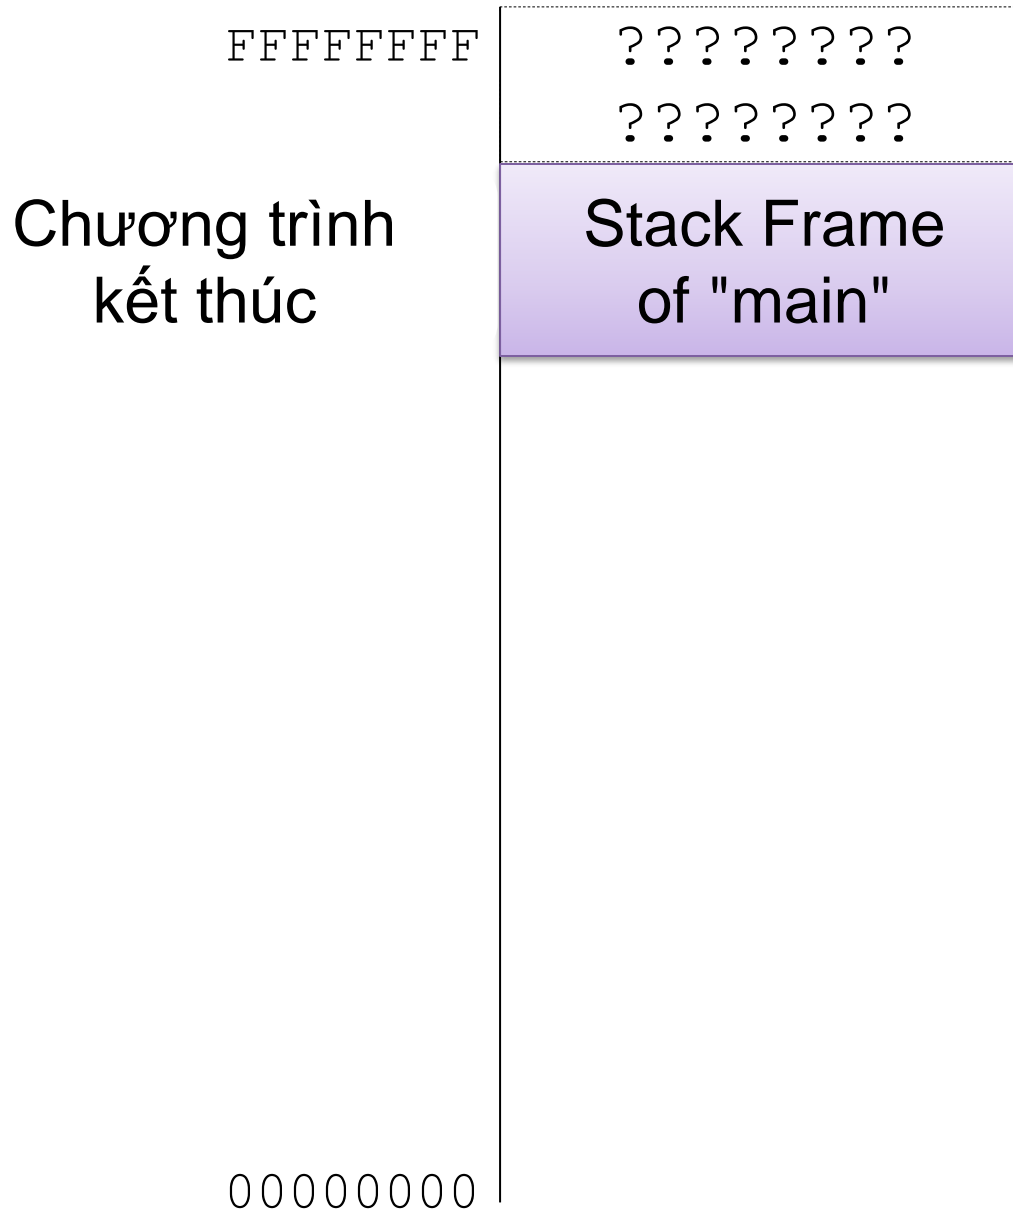 FFFFFFFF
????????
????????
Chương trình
kết thúc
Stack Frame
of "main"
00000000